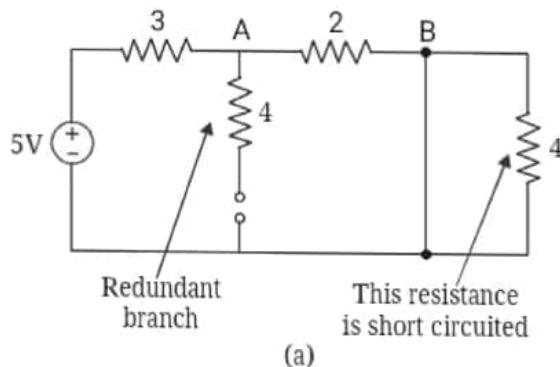 3
A
2
B
5V
+
−
4
4
Redundant
branch
This resistance
is short circuited
(a)